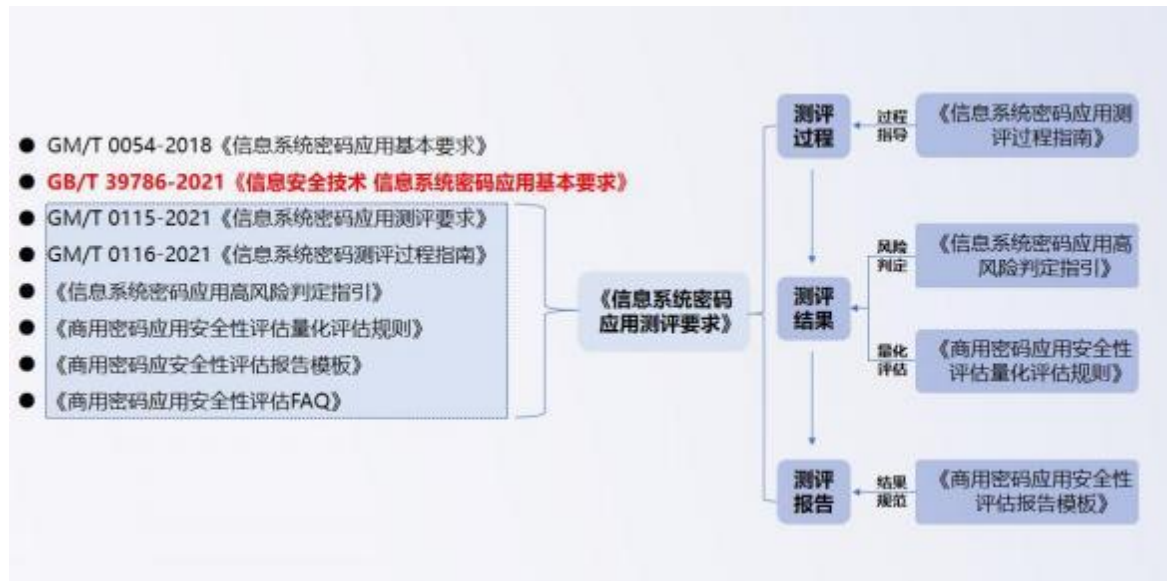 GM/T 0054-2018《信息系统密码应用基本要求》
GB/T 39786-2021《信息安全技术 信息系统密码应用基本要求》
GM/T 0115-2021《信息系统密码应用测评要求》
GM/T 0116-2021《信息系统密码测评过程指南》
《信息系统密码应用高风险判定指引》
《商用密码应用安全性评估量化评估规则》
《商用密码应安全性评估报告模板》
《商用密码应用安全性评估FAQ》
《信息系统密码
应用测评要求》
测评
过程
过程
指导
《信息系统密码应用测
评过程指南》
测评
结果
风险
判定
《信息系统密码应用高
风险判定指引》
量化
评估
《商用密码应用安全性
评估量化评估规则》
测评
报告
结果
规范
《商用密码应用安全性
评估报告模板》